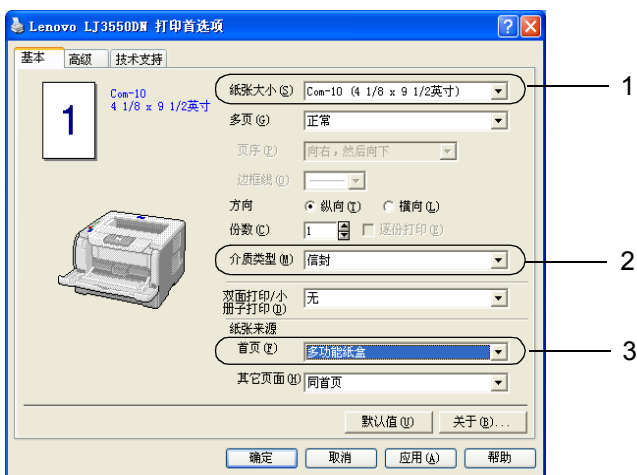 Lenovo LJ3550DN 打印首选项
基本 高级 技术支持
1
Com-10
4 1/8 x 9 1/2英寸
纸张大小(S) Com-10 (4 1/8 x 9 1/2英寸) 1
多页(G) 正常
页序(P) 向右，然后向下
边框线(O)
方向 纵向(T) 横向(L)
份数(C) 1 逐份打印(E)
介质类型(M) 信封 2
双面打印/小册子打印(D) 无
纸张来源
首页(F) 多功能纸盒 3
其它页面(H) 同首页
默认值(U) 关于(B)...
确定 取消 应用(A) 帮助